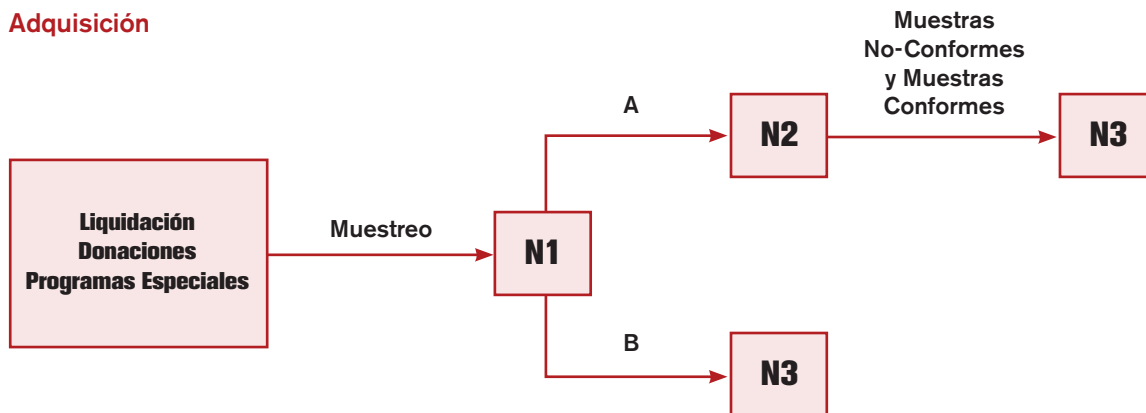 Adquisición
Muestras
No-Conformes
y Muestras
Conformes
A
N2
N3
Liquidación
Donaciones
Programas Especiales
Muestreo
N1
B
N3